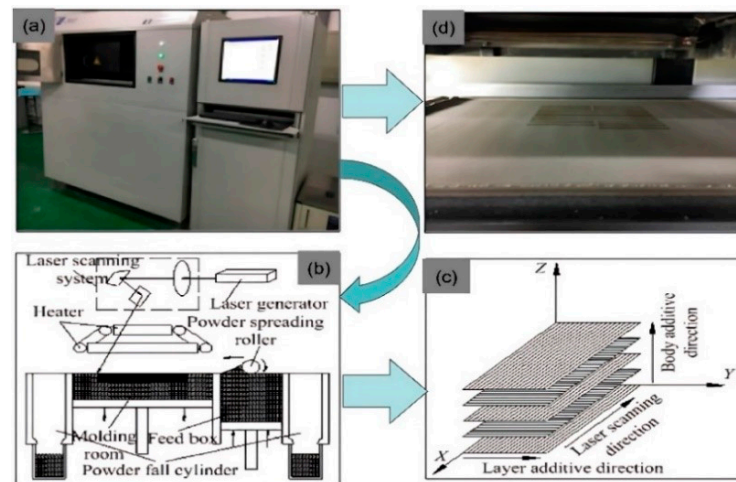 (a)
(d)
(b)
Laser scanning
system
Laser generator
Heater
Powder spreading
roller
Molding
room
Feed box
Powder fall cylinder
(c)
Z
Body additive
direction
Y
Laser scanning
direction
X
Layer additive direction